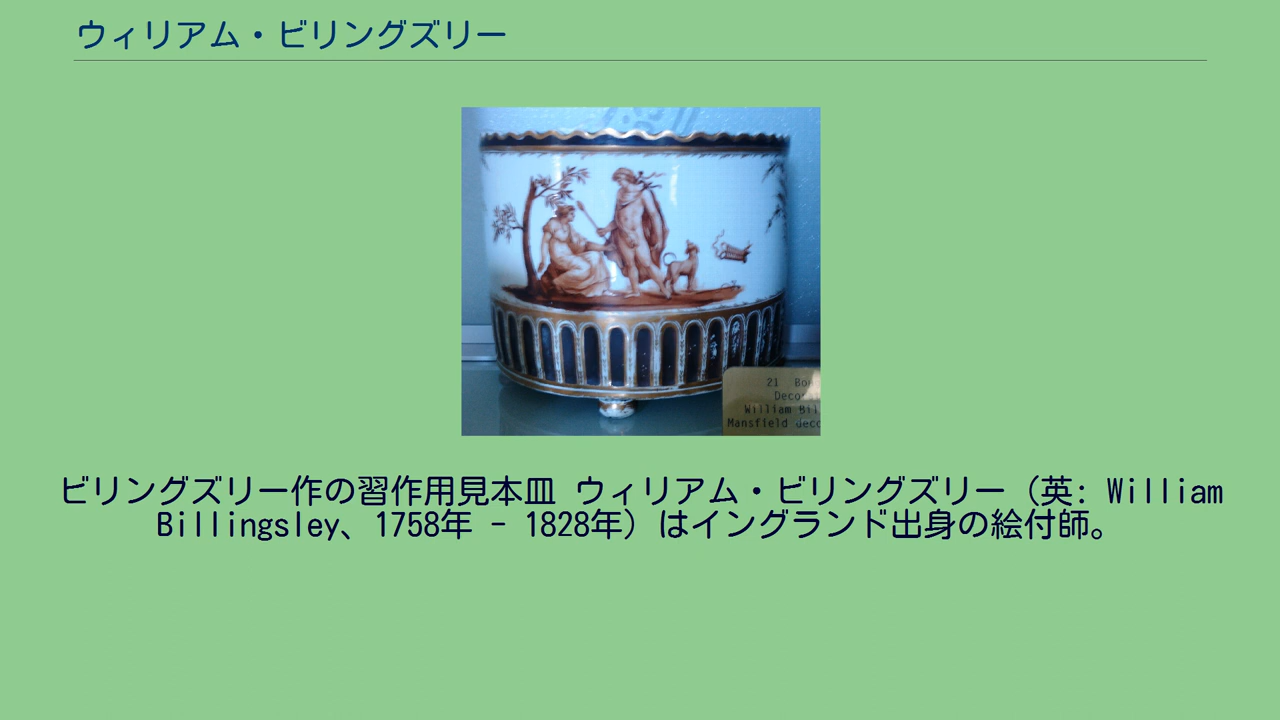 ウィリアム・ビリングズリー
21
William
Mansfield
ビリングズリー作の習作用見本皿 ウィリアム・ビリングズリー（英: William
Billingsley、1758年 - 1828年）はイングランド出身の絵付師。